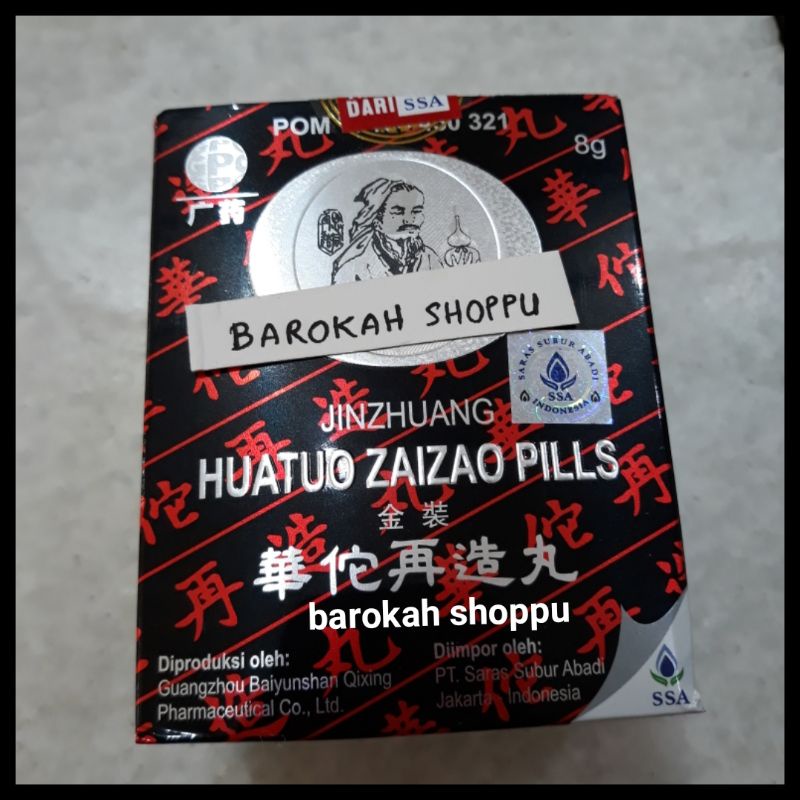 DARI SSA
POM 321
8g
广药
BAROKAH SHOPPU
SARAS SUBUR ABADI
SSA
INDONESIA
JINZHUANG
HUATUO ZAIZAO PILLS
金裝
華佗再造丸
barokah shoppu
Diproduksi oleh:
Guangzhou Baiyunshan Qixing
Pharmaceutical Co., Ltd.
Diimpor oleh:
PT. Saras Subur Abadi
Jakarta - Indonesia
SSA